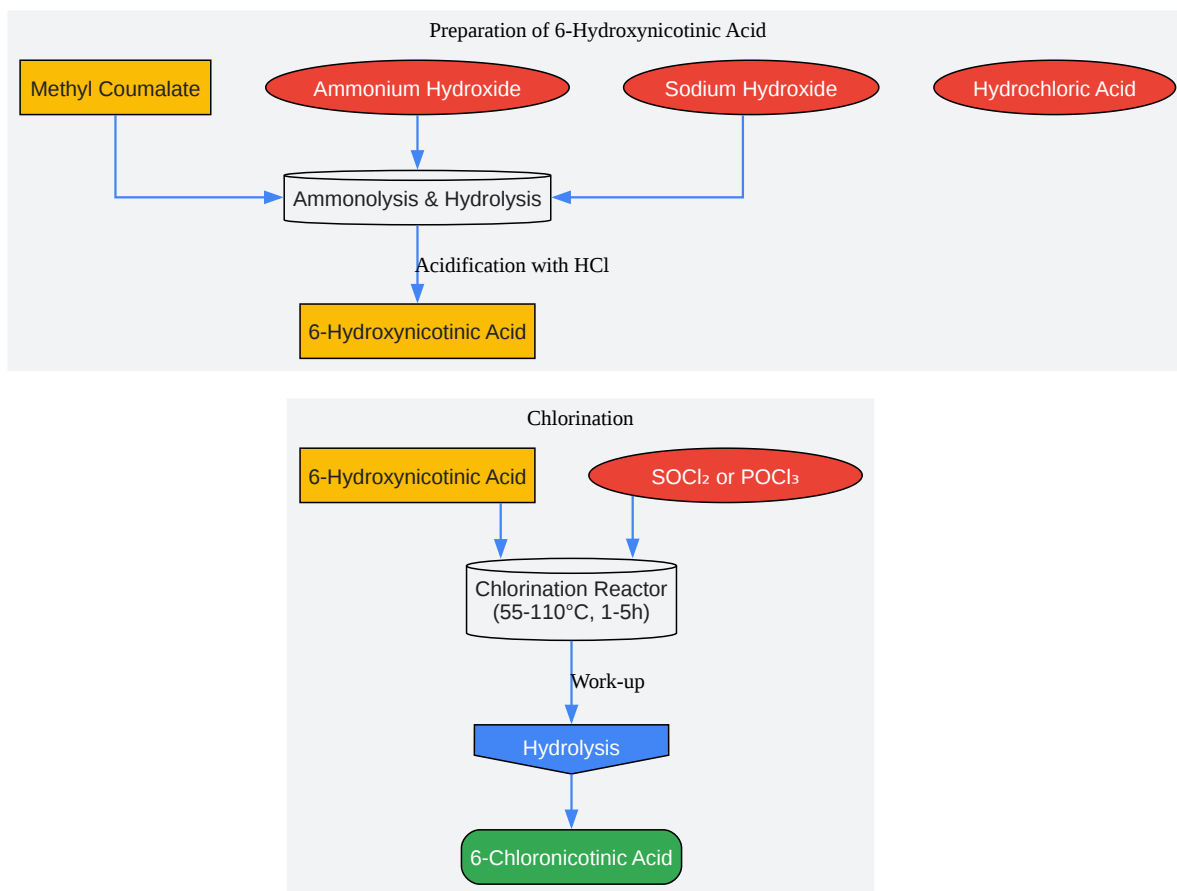 Preparation of 6-Hydroxynicotinic Acid
Methyl Coumalate
Ammonium Hydroxide
Sodium Hydroxide
Hydrochloric Acid
Ammonolysis & Hydrolysis
Acidification with HCl
6-Hydroxynicotinic Acid
Chlorination
6-Hydroxynicotinic Acid
SOCl₂ or POCl₃
Chlorination Reactor
(55-110°C, 1-5h)
Work-up
Hydrolysis
6-Chloronicotinic Acid